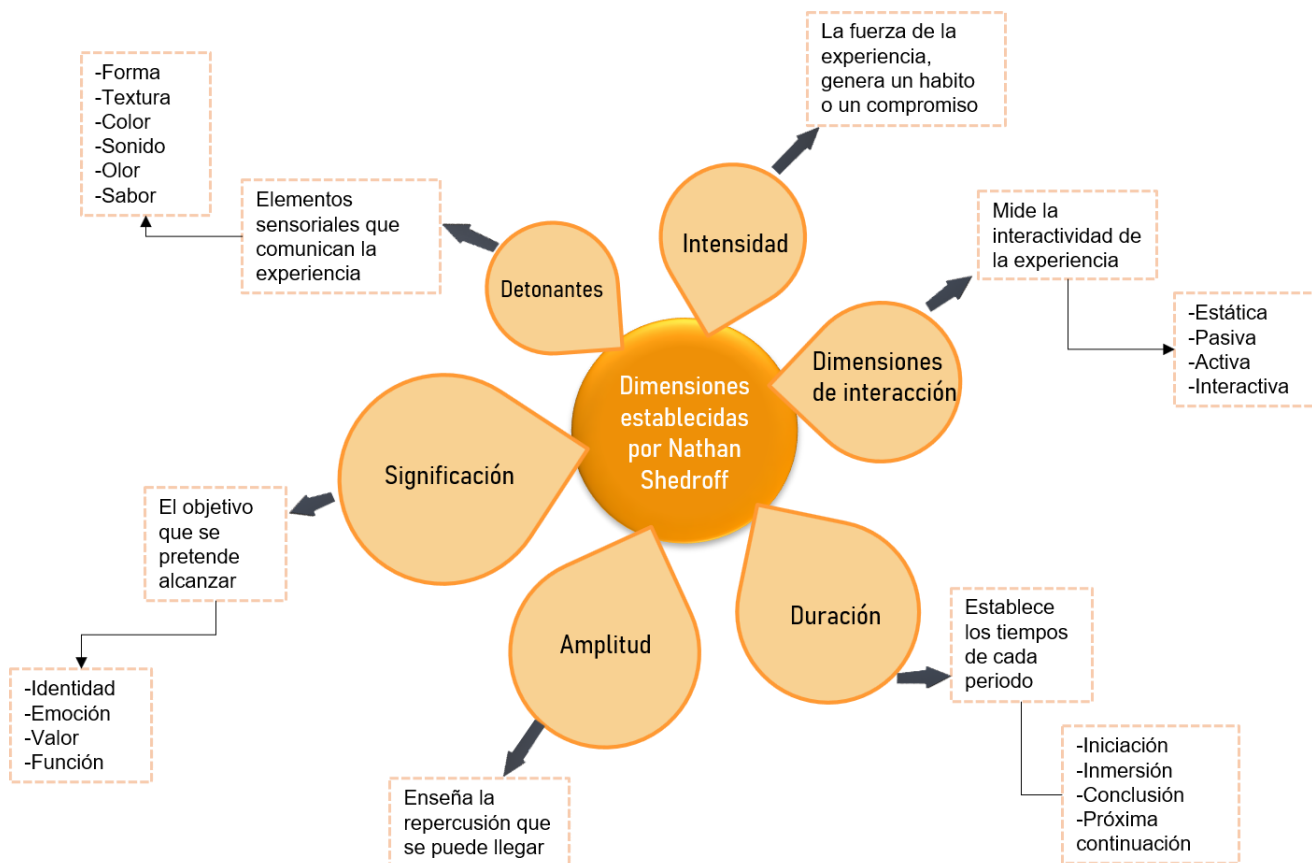 Dimensiones
establecidas
por Nathan
Shedroff
Intensidad
La fuerza de la
experiencia,
genera un habito
o un compromiso
Dimensiones
de interacción
Mide la
interactividad de
la experiencia
-Estática
-Pasiva
-Activa
-Interactiva
Duración
Establece
los tiempos
de cada
periodo
-Iniciación
-Inmersión
-Conclusión
-Próxima
continuación
Amplitud
Enseña la
repercusión que
se puede llegar
Significación
El objetivo
que se
pretende
alcanzar
-Identidad
-Emoción
-Valor
-Función
Detonantes
Elementos
sensoriales que
comunican la
experiencia
-Forma
-Textura
-Color
-Sonido
-Olor
-Sabor